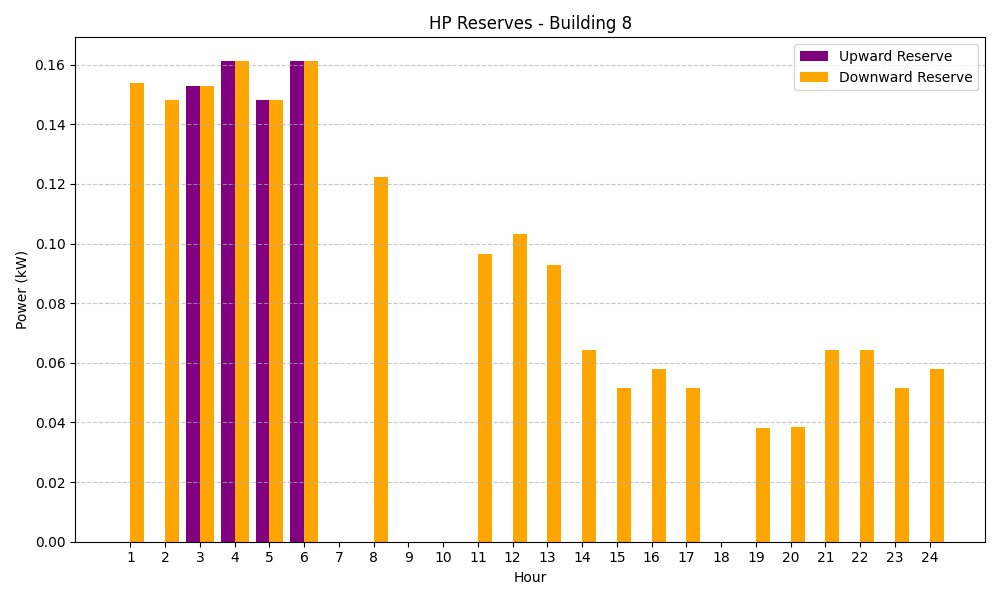 HP Reserves - Building 8
Upward Reserve
Downward Reserve
Power (kW)
0.16
0.14
0.12
0.10
0.08
0.06
0.04
0.02
0.00
1 2 3 4 5 6 7 8 9 10 11 12 13 14 15 16 17 18 19 20 21 22 23 24
Hour